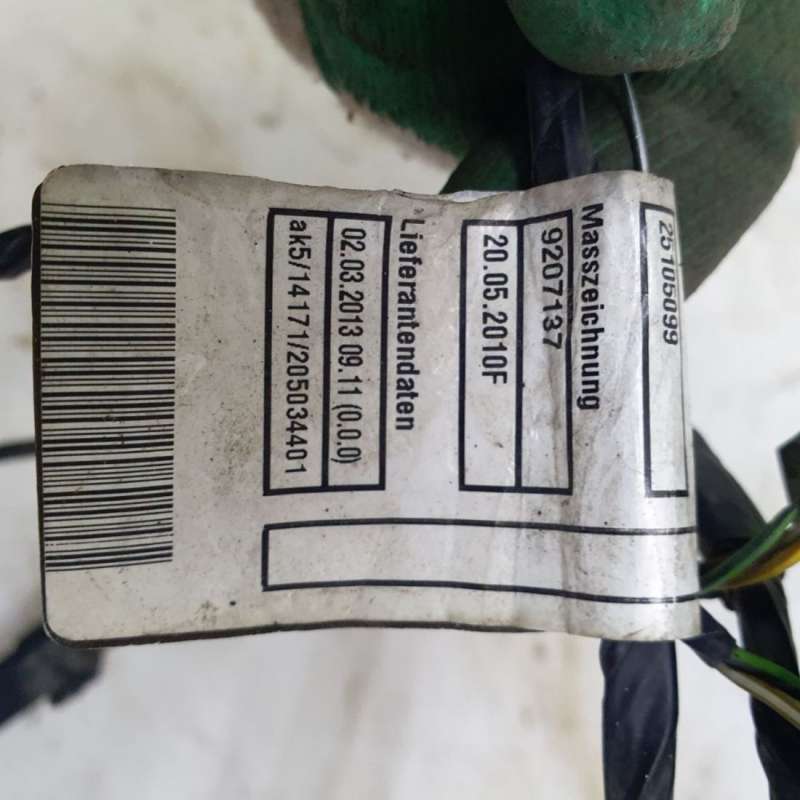 25105099
Masszeichnung
9207137
20.05.2010F
Lieferantendaten
02.03.2013 09.11 (0.0.0)
ak5/14171/205034401